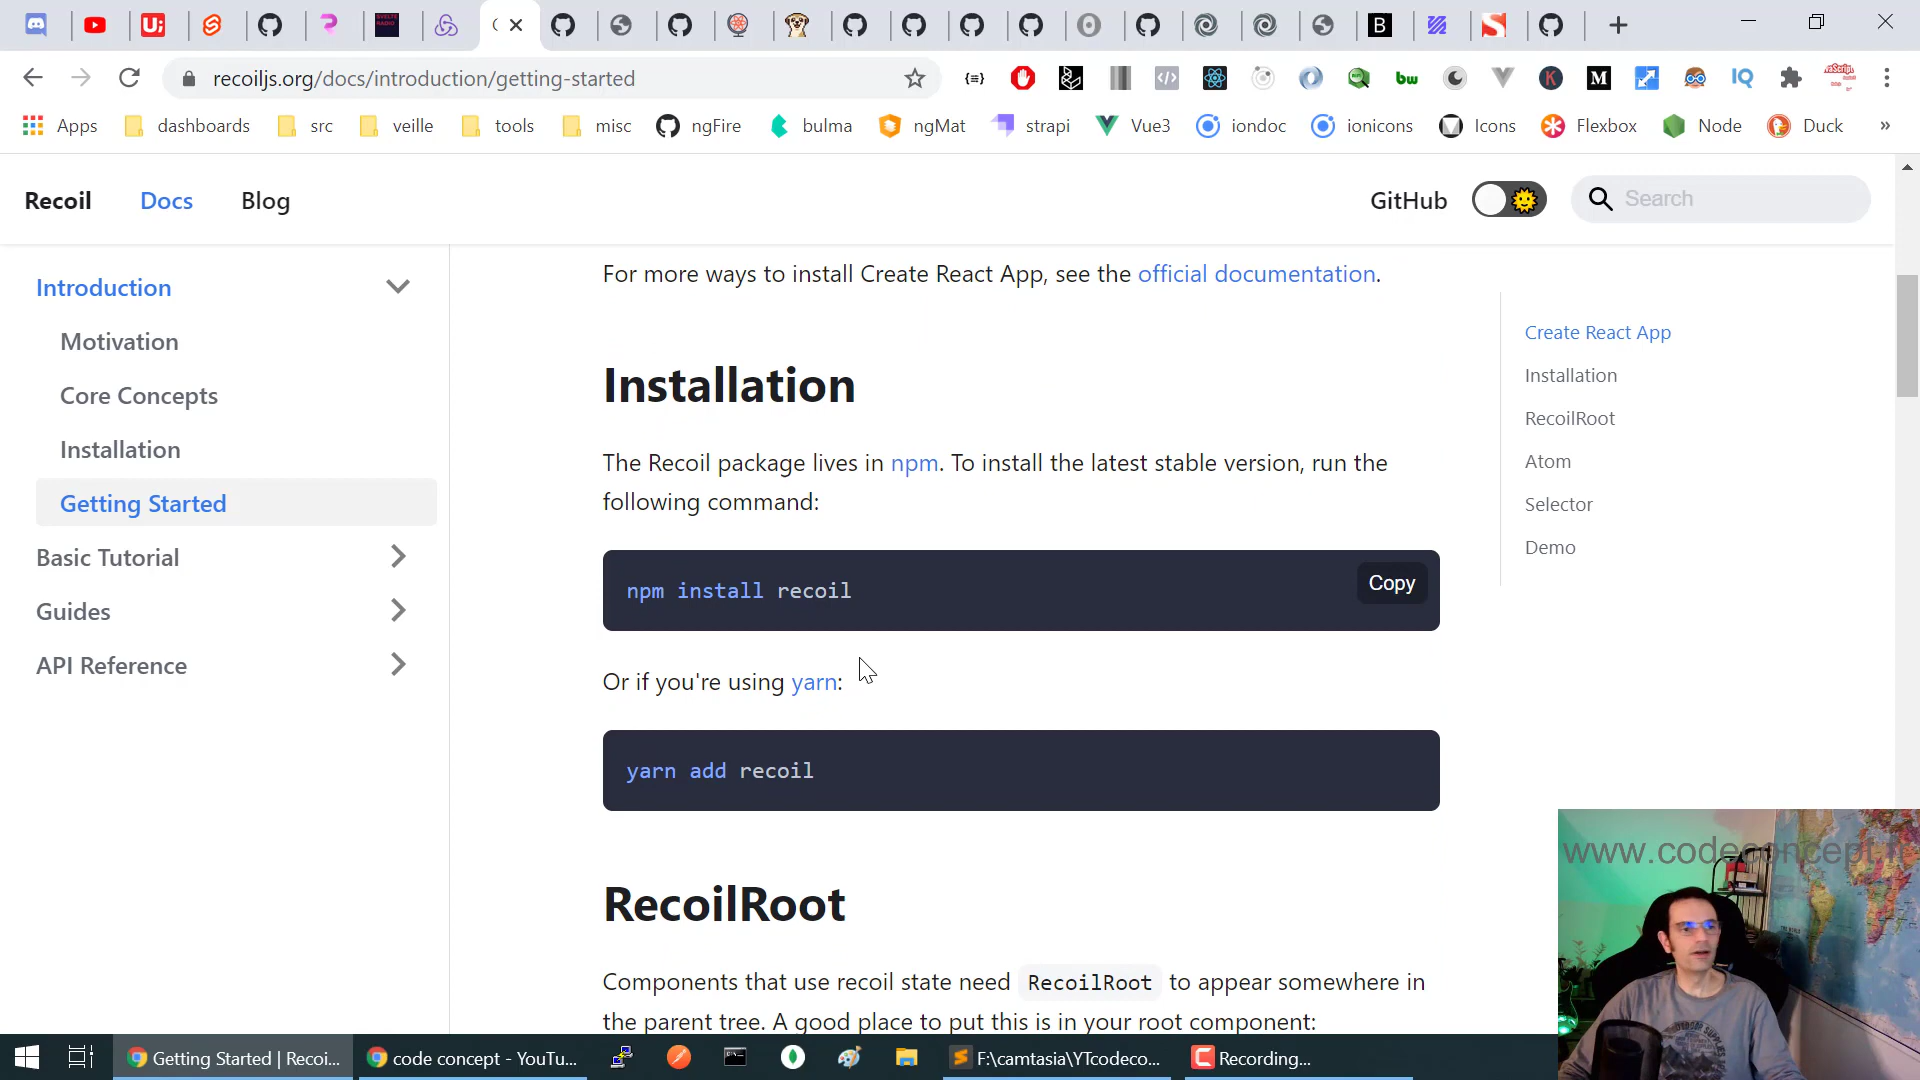 recoiljs.org/docs/introduction/getting-started
Apps
dashboards
src
veille
tools
misc
ngFire
bulma
ngMat
strapi
Vue3
iondoc
ionicons
Icons
Flexbox
Node
Duck
»
Recoil
Docs
Blog
GitHub
Search
Introduction
Motivation
Core Concepts
Installation
Getting Started
Basic Tutorial
Guides
API Reference
For more ways to install Create React App, see the official documentation.
Installation
The Recoil package lives in npm. To install the latest stable version, run the
following command:
npm install recoil
Copy
Or if you're using yarn:
yarn add recoil
RecoilRoot
Components that use recoil state need RecoilRoot to appear somewhere in
the parent tree. A good place to put this is in your root component:
Create React App
Installation
RecoilRoot
Atom
Selector
Demo
www.codeconcept.fr
Getting Started | Recoi...
code concept - YouTu...
F:\camtasia\YTcodeco...
Recording...